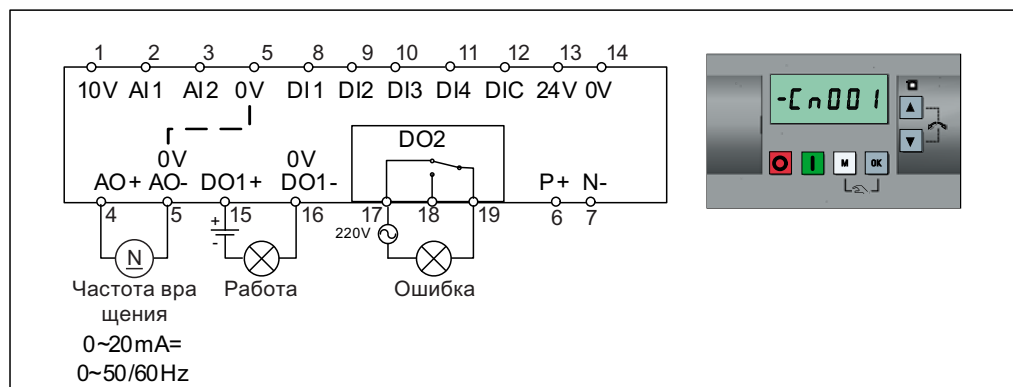 1 2 3 5 8 9 10 11 12 13 14
10V AI1 AI2 0V DI1 DI2 DI3 DI4 DIC 24V 0V
-Cn001
DO2
0V 0V
AO+ AO- DO1+ DO1- P+ N-
M OK
4 5 15 16 17 18 19 6 7
+
-
220V
N
Частота вра Работа Ошибка
щения
0~20mA=
0~50/60Hz